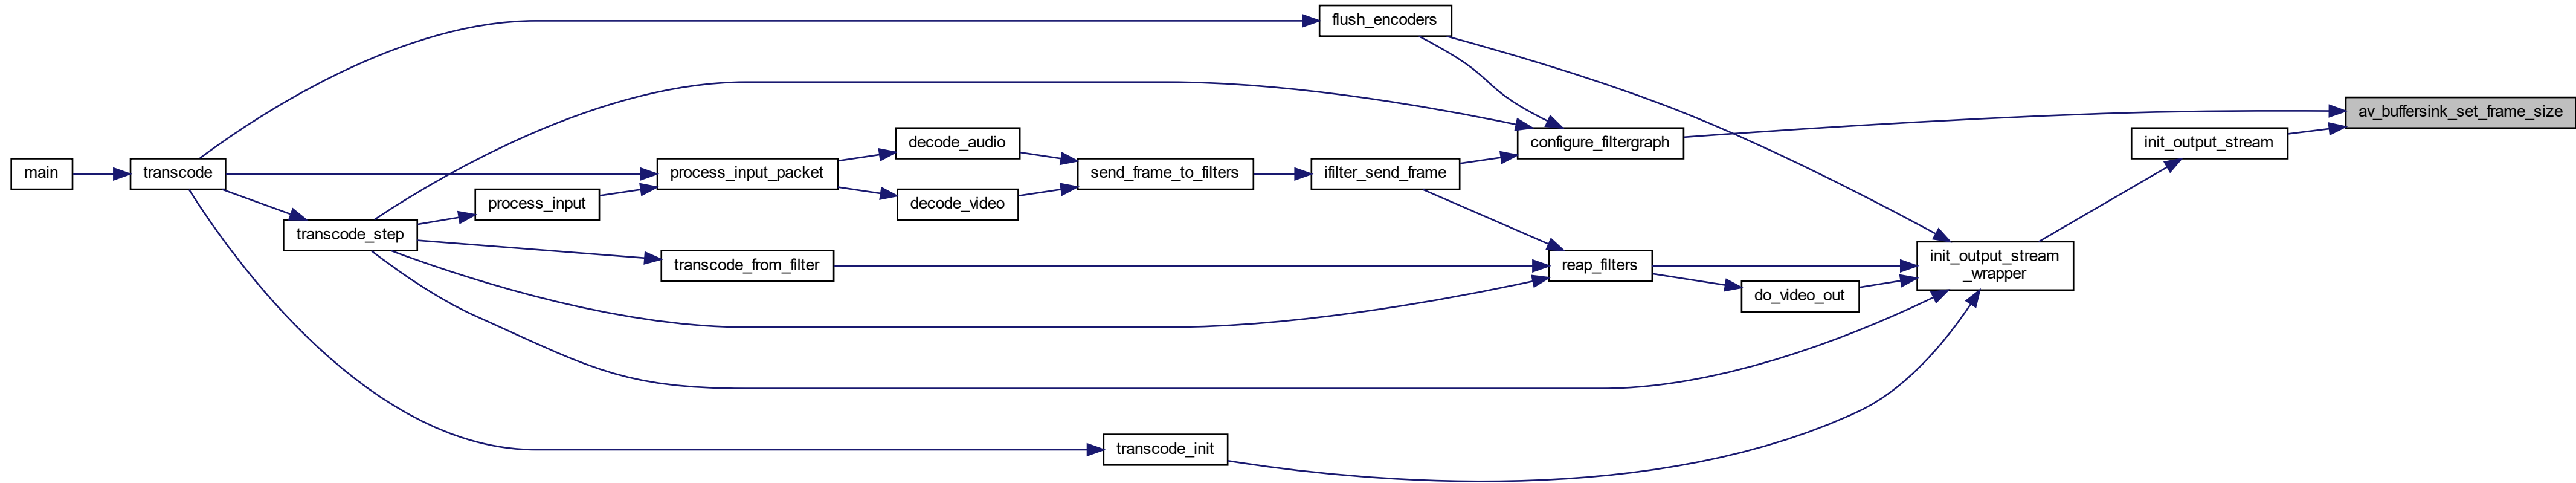 flush_encoders
av_buffersink_set_frame_size
decode_audio
configure_filtergraph
init_output_stream
main
transcode
process_input_packet
send_frame_to_filters
ifilter_send_frame
process_input
decode_video
transcode_step
transcode_from_filter
reap_filters
init_output_stream
_wrapper
do_video_out
transcode_init